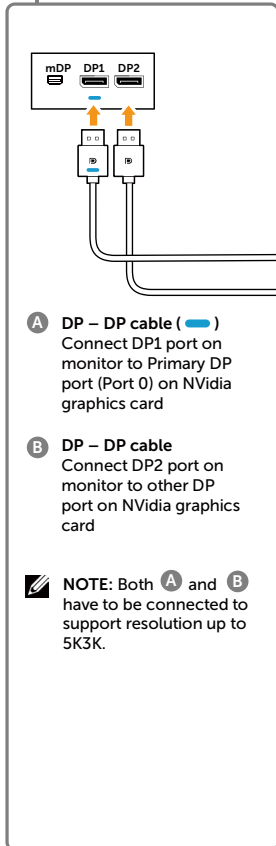 mDP DP1 DP2
A DP – DP cable ( )
Connect DP1 port on
monitor to Primary DP
port (Port 0) on NVidia
graphics card
B DP – DP cable
Connect DP2 port on
monitor to other DP
port on NVidia graphics
card
NOTE: Both A and B
have to be connected to
support resolution up to
5K3K.